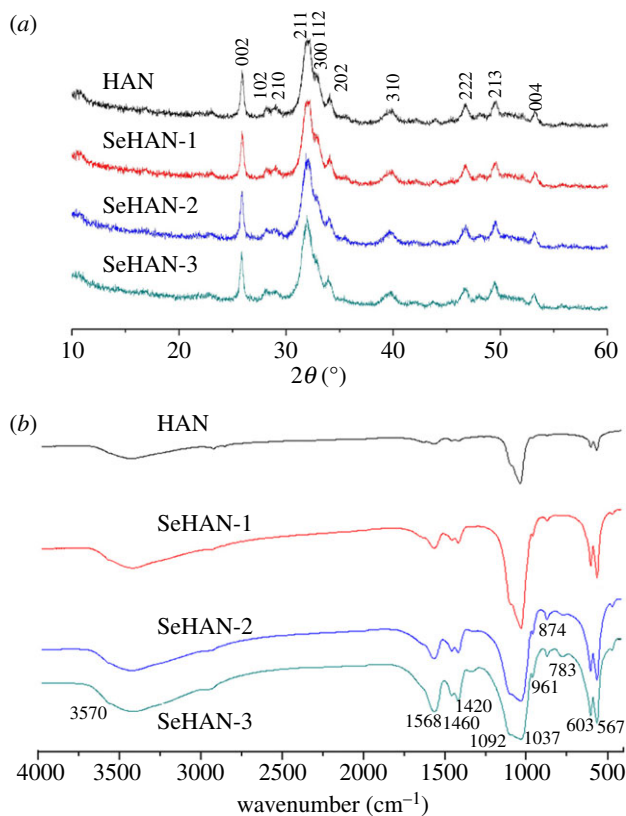 (a)
HAN
002
102
210
211
112
300
202
310
222
213
004
SeHAN-1
SeHAN-2
SeHAN-3
10 20 30 40 50 60
2θ (°)
(b)
HAN
SeHAN-1
SeHAN-2
874
783
961
3570
SeHAN-3
1568
1460
1420
1092
1037
603
567
4000 3500 3000 2500 2000 1500 1000 500
wavenumber (cm⁻¹)